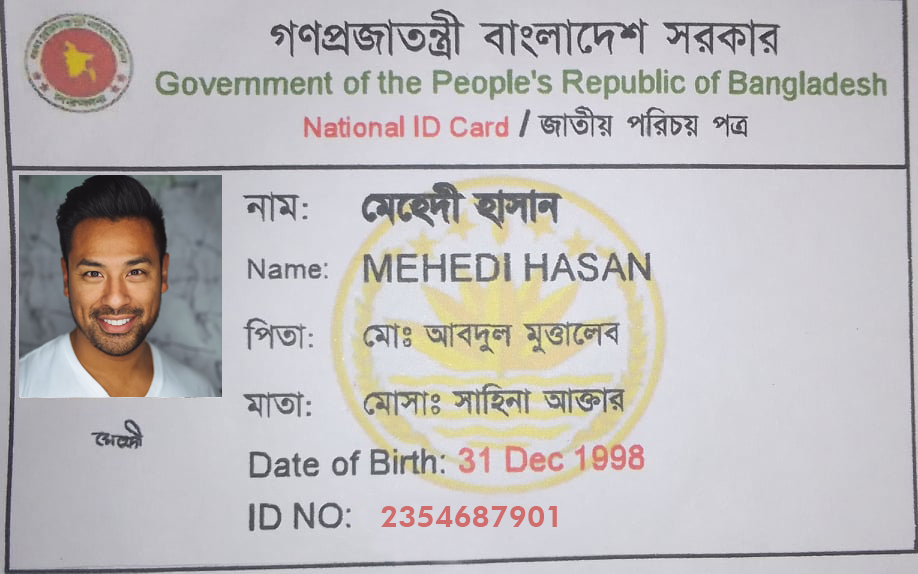 গণপ্রজাতন্ত্রী বাংলাদেশ সরকার
Government of the People's Republic of Bangladesh
National ID Card / জাতীয় পরিচয় পত্র
নাম: মেহেদী হাসান
Name: MEHEDI HASAN
পিতা: মোঃ আবদুল মুত্তালেব
মাতা: মোসাঃ সাহিনা আক্তার
মেহেদী
Date of Birth: 31 Dec 1998
ID NO: 2354687901